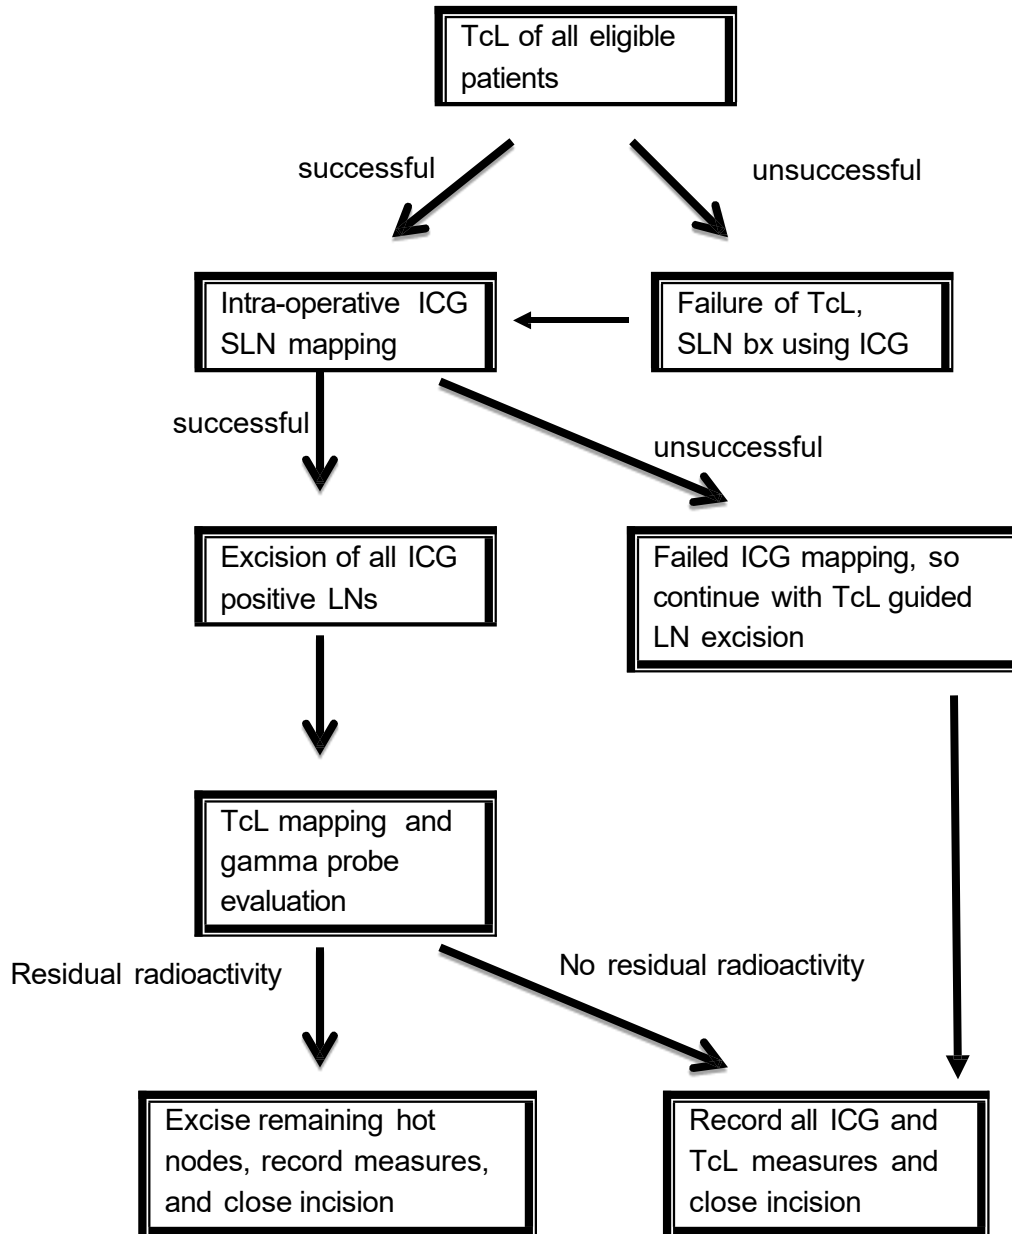 TcL of all eligible
patients
successful
unsuccessful
Intra-operative ICG
SLN mapping
Failure of TcL,
SLN bx using ICG
successful
unsuccessful
Excision of all ICG
positive LNs
Failed ICG mapping, so
continue with TcL guided
LN excision
TcL mapping and
gamma probe
evaluation
Residual radioactivity
No residual radioactivity
Excise remaining hot
nodes, record measures,
and close incision
Record all ICG and
TcL measures and
close incision